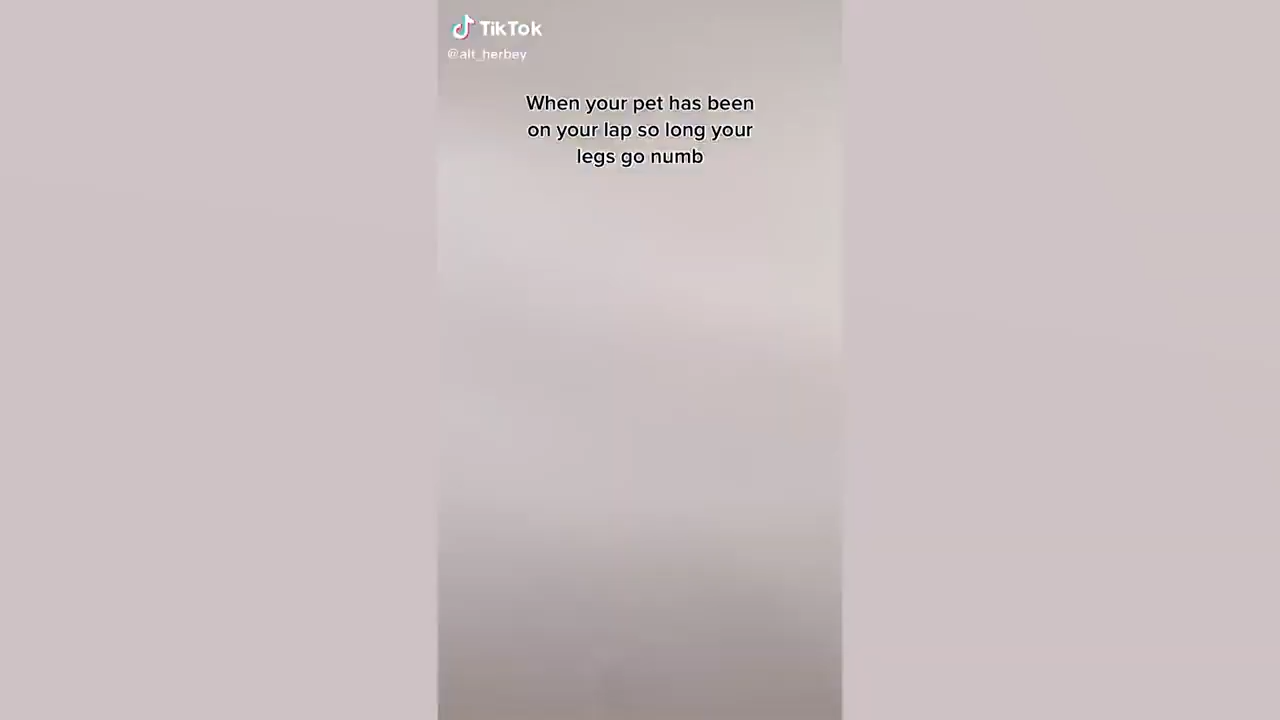 TikTok
@alt_herbey
When your pet has been
on your lap so long your
legs go numb